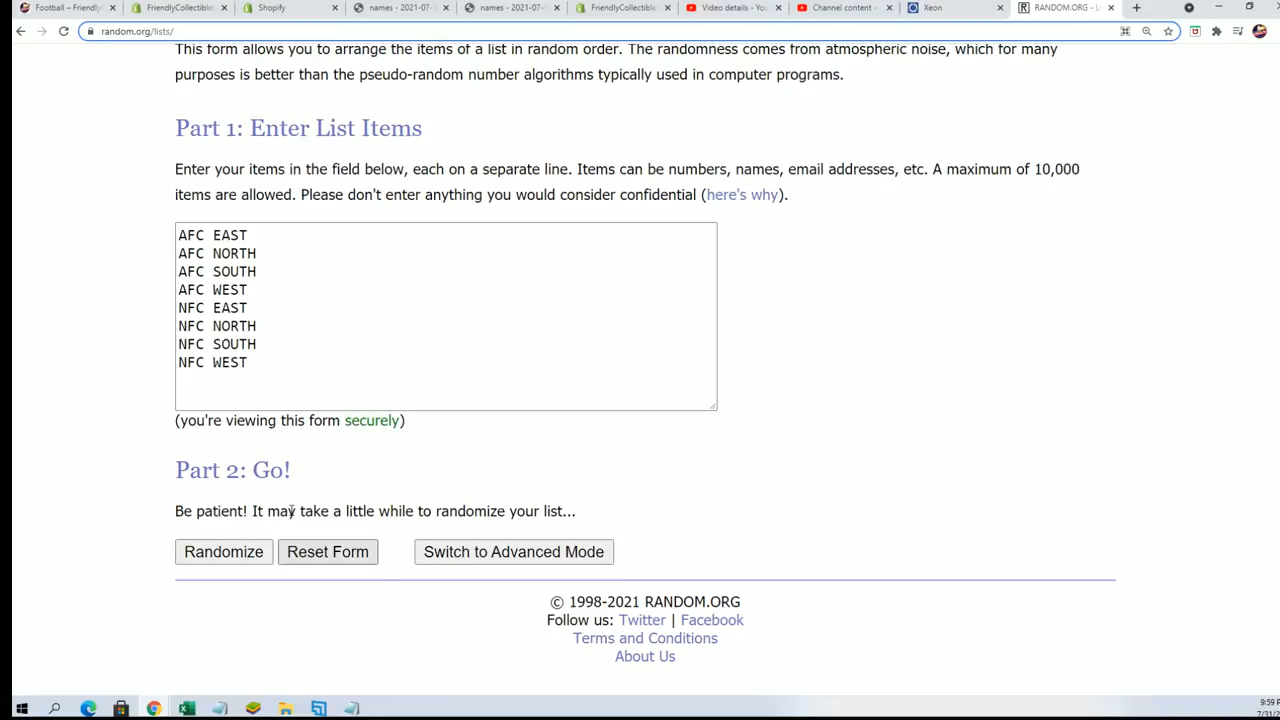 Football – Friendly
FriendlyCollectibles
Shopify
names - 2021-07-
names - 2021-07-
FriendlyCollectible
Video details - You
Channel content -
Xeon
RANDOM.ORG - L
random.org/lists/
This form allows you to arrange the items of a list in random order. The randomness comes from atmospheric noise, which for many
purposes is better than the pseudo-random number algorithms typically used in computer programs.
Part 1: Enter List Items
Enter your items in the field below, each on a separate line. Items can be numbers, names, email addresses, etc. A maximum of 10,000
items are allowed. Please don't enter anything you would consider confidential (here's why).
AFC EAST
AFC NORTH
AFC SOUTH
AFC WEST
NFC EAST
NFC NORTH
NFC SOUTH
NFC WEST
(you're viewing this form securely)
Part 2: Go!
Be patient! It may take a little while to randomize your list...
Randomize Reset Form Switch to Advanced Mode
© 1998-2021 RANDOM.ORG
Follow us: Twitter | Facebook
Terms and Conditions
About Us
9:59
7/31/